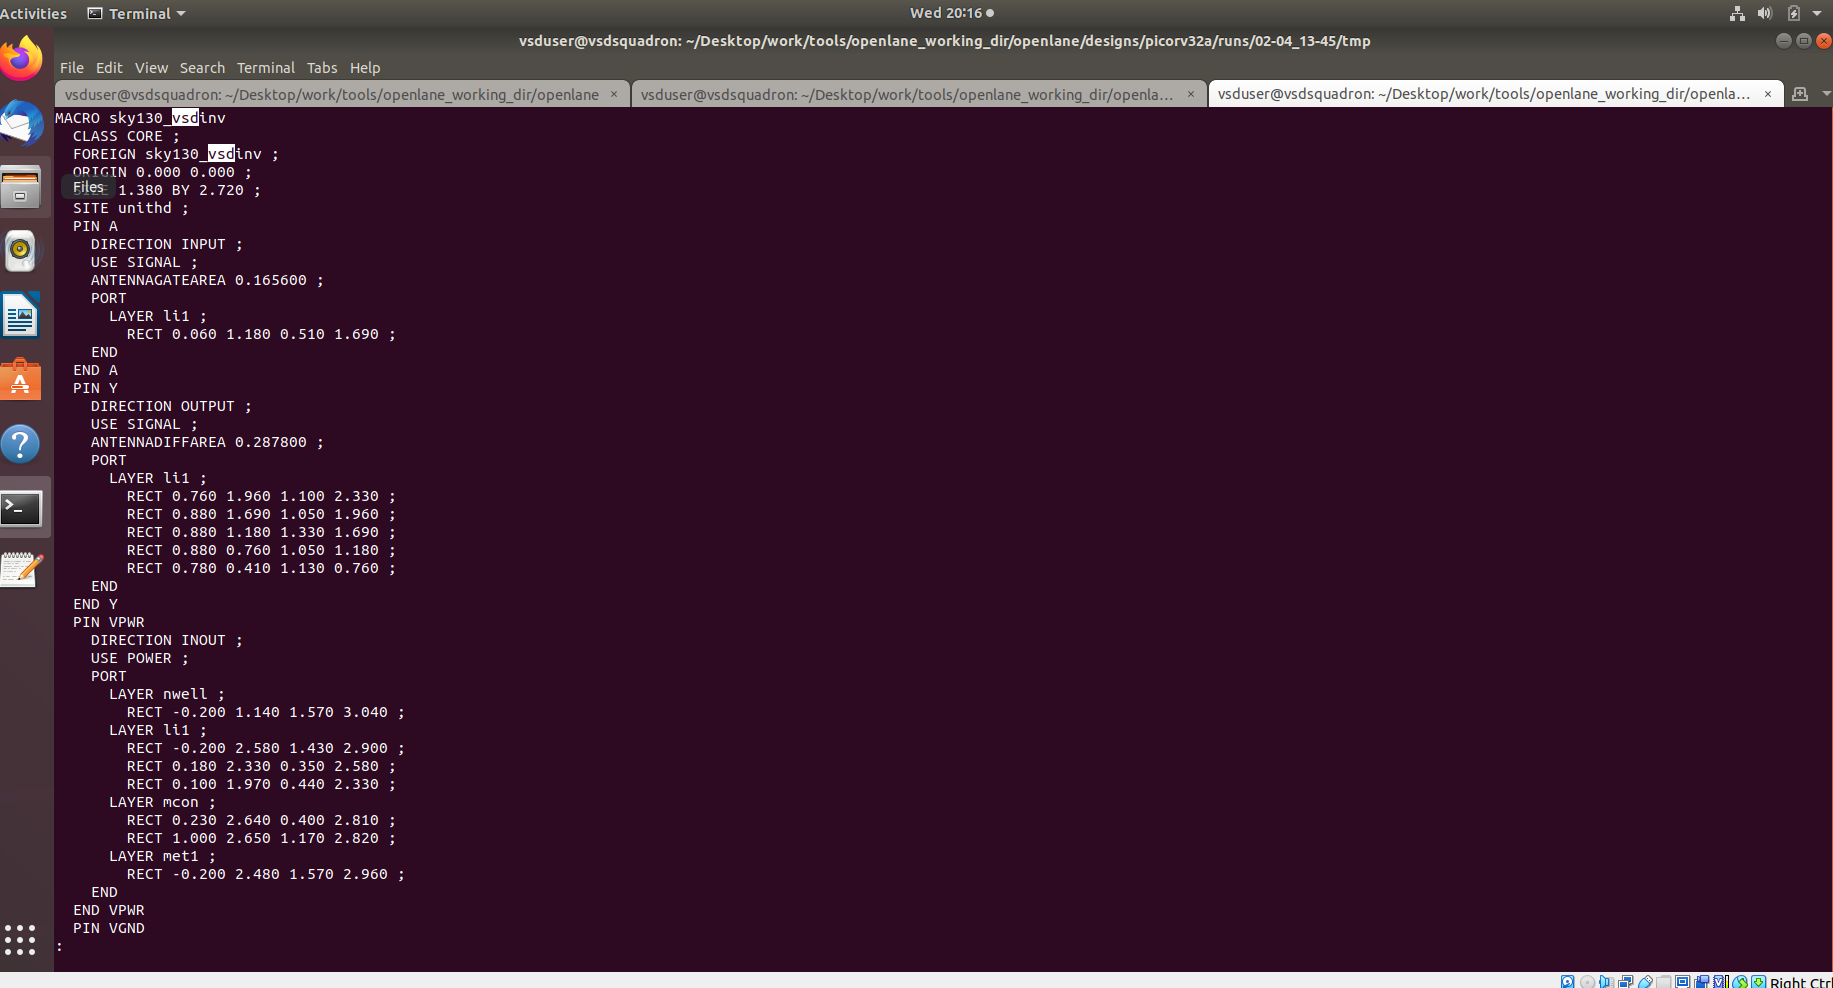 Activities Terminal Wed 20:16
vsduser@vsdsquadron: ~/Desktop/work/tools/openlane_working_dir/openlane/designs/picorv32a/runs/02-04_13-45/tmp
File Edit View Search Terminal Tabs Help
vsduser@vsdsquadron: ~/Desktop/work/tools/openlane_working_dir/openlane × vsduser@vsdsquadron: ~/Desktop/work/tools/openlane_working_dir/openla... × vsduser@vsdsquadron: ~/Desktop/work/tools/openlane_working_dir/openla... ×
MACRO sky130_vsdinv
CLASS CORE ;
FOREIGN sky130_vsdinv ;
ORIGIN 0.000 0.000 ;
Files
1.380 BY 2.720 ;
SITE unithd ;
PIN A
DIRECTION INPUT ;
USE SIGNAL ;
ANTENNAGATEAREA 0.165600 ;
PORT
LAYER li1 ;
RECT 0.060 1.180 0.510 1.690 ;
END
END A
PIN Y
DIRECTION OUTPUT ;
USE SIGNAL ;
ANTENNADIFFAREA 0.287800 ;
PORT
LAYER li1 ;
RECT 0.760 1.960 1.100 2.330 ;
RECT 0.880 1.690 1.050 1.960 ;
RECT 0.880 1.180 1.330 1.690 ;
RECT 0.880 0.760 1.050 1.180 ;
RECT 0.780 0.410 1.130 0.760 ;
END
END Y
PIN VPWR
DIRECTION INOUT ;
USE POWER ;
PORT
LAYER nwell ;
RECT -0.200 1.140 1.570 3.040 ;
LAYER li1 ;
RECT -0.200 2.580 1.430 2.900 ;
RECT 0.180 2.330 0.350 2.580 ;
RECT 0.100 1.970 0.440 2.330 ;
LAYER mcon ;
RECT 0.230 2.640 0.400 2.810 ;
RECT 1.000 2.650 1.170 2.820 ;
LAYER met1 ;
RECT -0.200 2.480 1.570 2.960 ;
END
END VPWR
PIN VGND
:
Right Ctrl